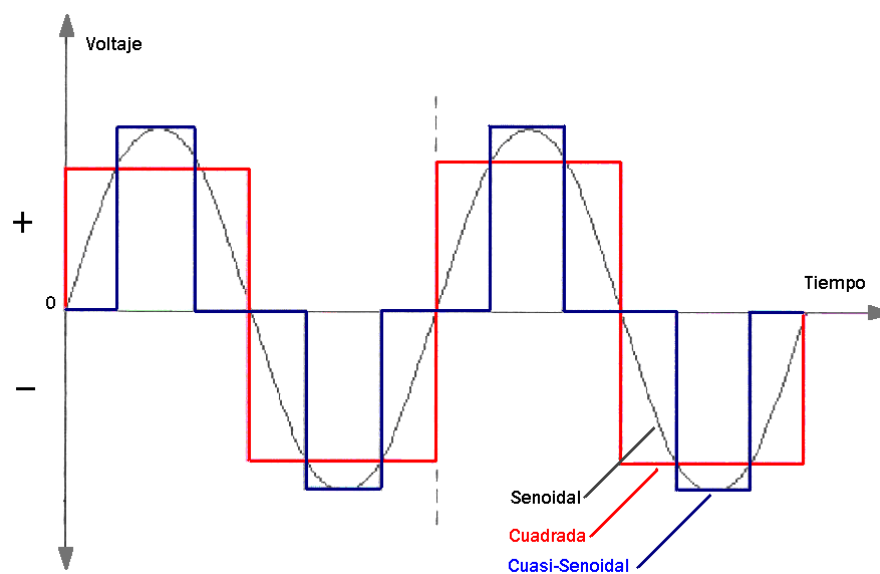 Voltaje
+
0
Tiempo
–
Senoidal
Cuadrada
Cuasi-Senoidal